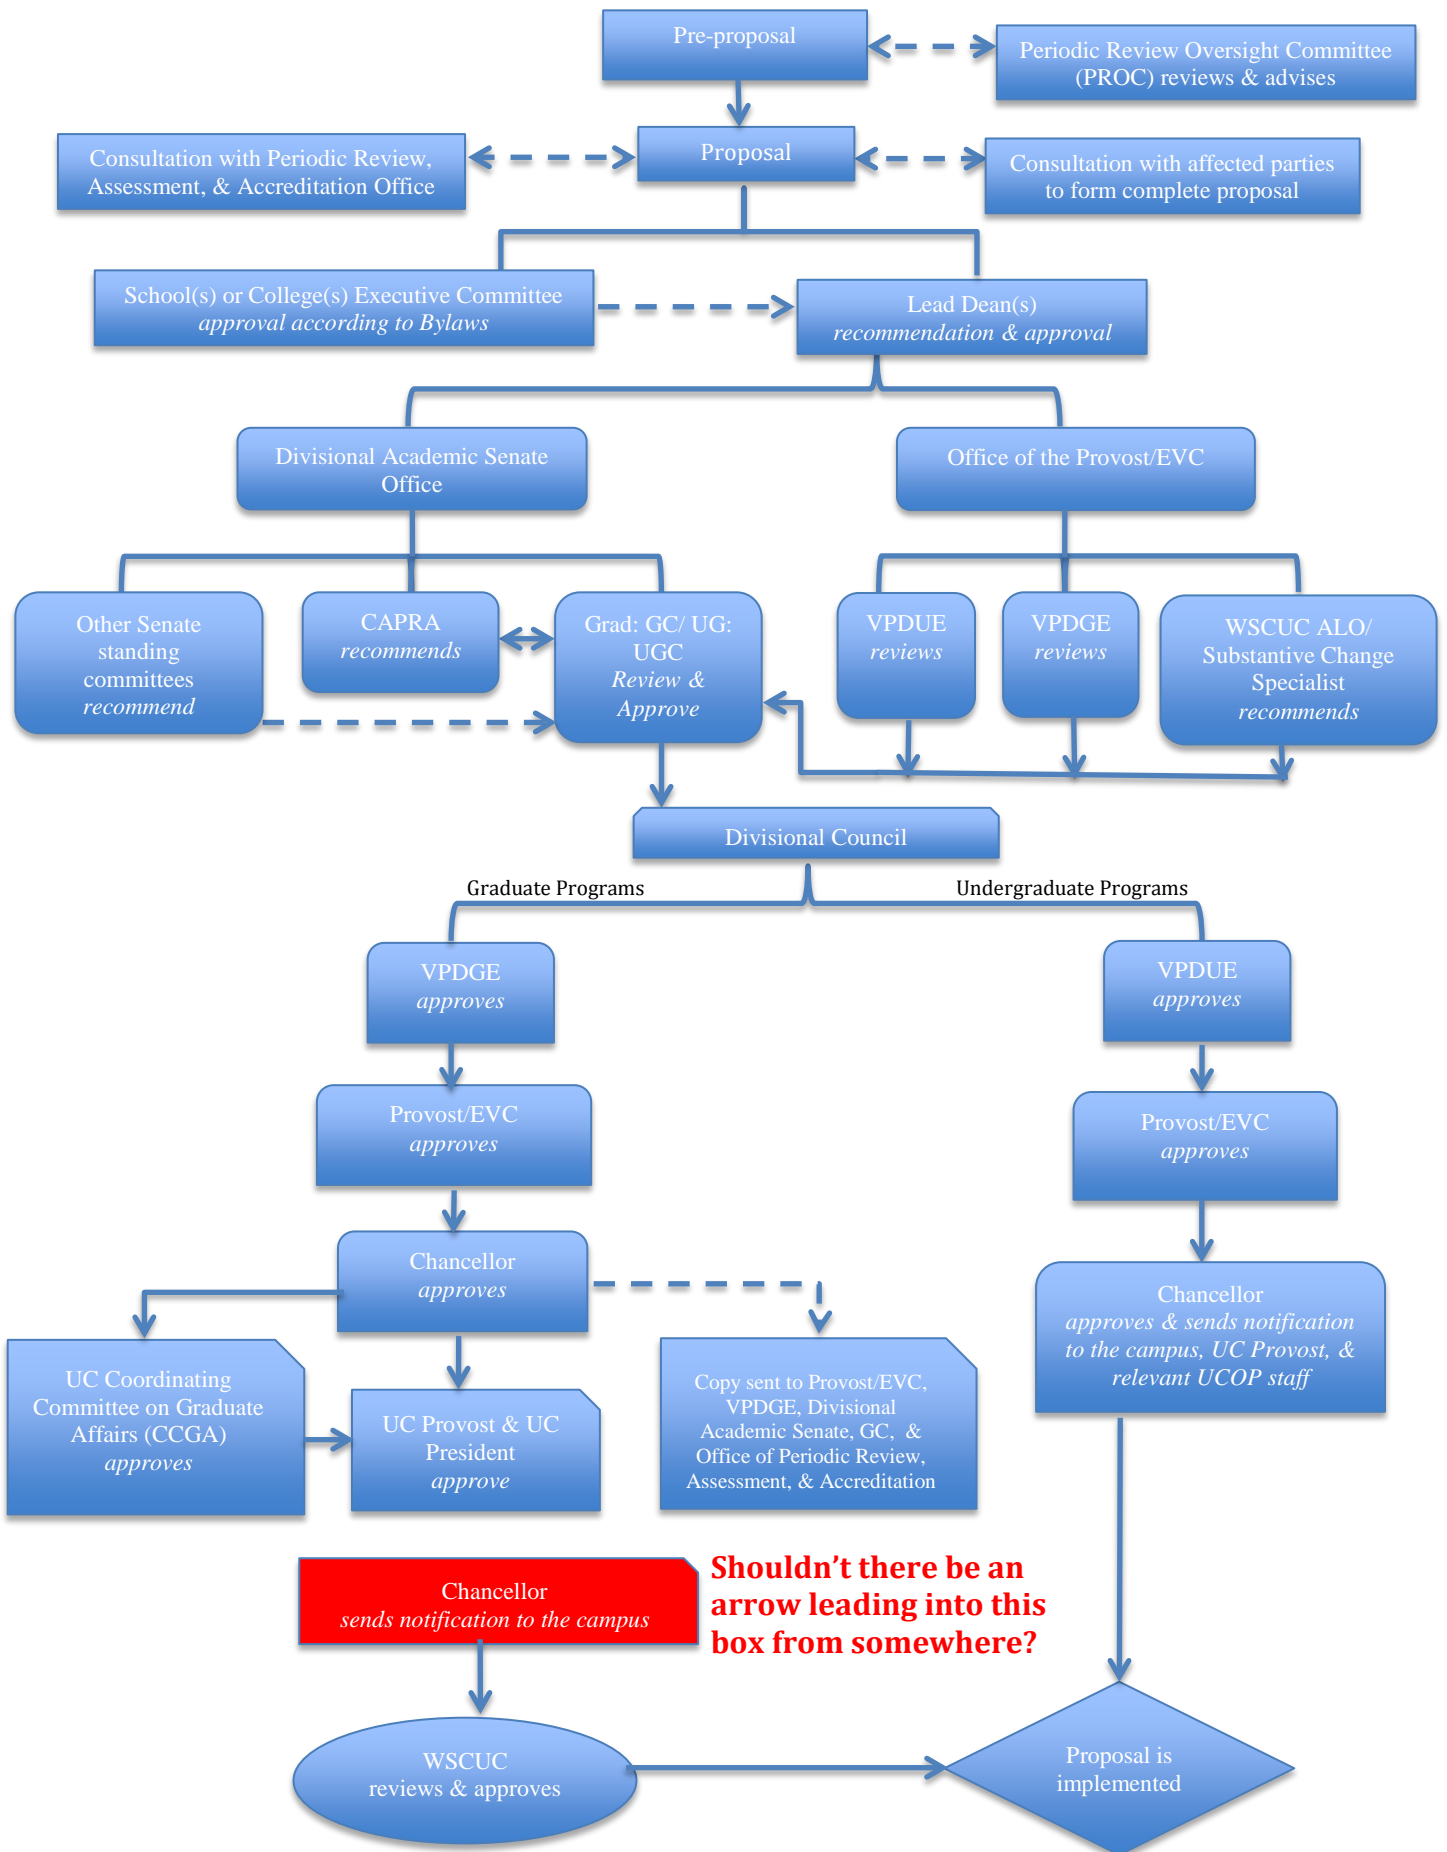 Pre-proposal
Periodic Review Oversight Committee
(PROC) reviews & advises
Consultation with Periodic Review,
Assessment, & Accreditation Office
Proposal
Consultation with affected parties
to form complete proposal
School(s) or College(s) Executive Committee
approval according to Bylaws
Lead Dean(s)
recommendation & approval
Divisional Academic Senate
Office
Office of the Provost/EVC
Other Senate
standing
committees
recommend
CAPRA
recommends
Grad: GC/ UG:
UGC
Review &
Approve
VPDUE
reviews
VPDGE
reviews
WSCUC ALO/
Substantive Change
Specialist
recommends
Divisional Council
Graduate Programs
Undergraduate Programs
VPDGE
approves
VPDUE
approves
Provost/EVC
approves
Provost/EVC
approves
Chancellor
approves
Chancellor
approves & sends notification
to the campus, UC Provost, &
relevant UCOP staff
UC Coordinating
Committee on Graduate
Affairs (CCGA)
approves
UC Provost & UC
President
approve
Copy sent to Provost/EVC,
VPDGE, Divisional
Academic Senate, GC, &
Office of Periodic Review,
Assessment, & Accreditation
Chancellor
sends notification to the campus
Shouldn't there be an
arrow leading into this
box from somewhere?
WSCUC
reviews & approves
Proposal is
implemented